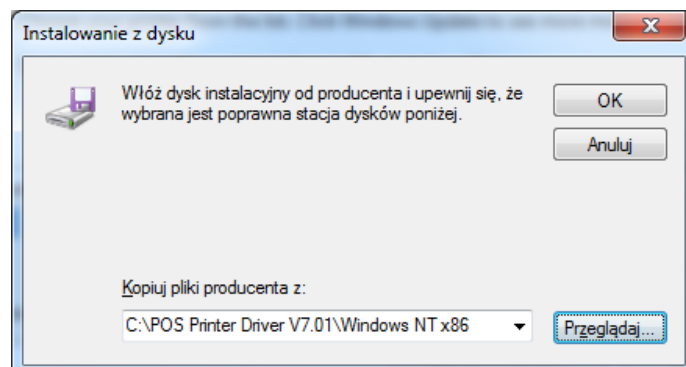 Instalowanie z dysku
Włóż dysk instalacyjny od producenta i upewnij się, że
wybrana jest poprawna stacja dysków poniżej.
OK
Anuluj
Kopiuj pliki producenta z:
C:\POS Printer Driver V7.01\Windows NT x86
Przeglądaj...